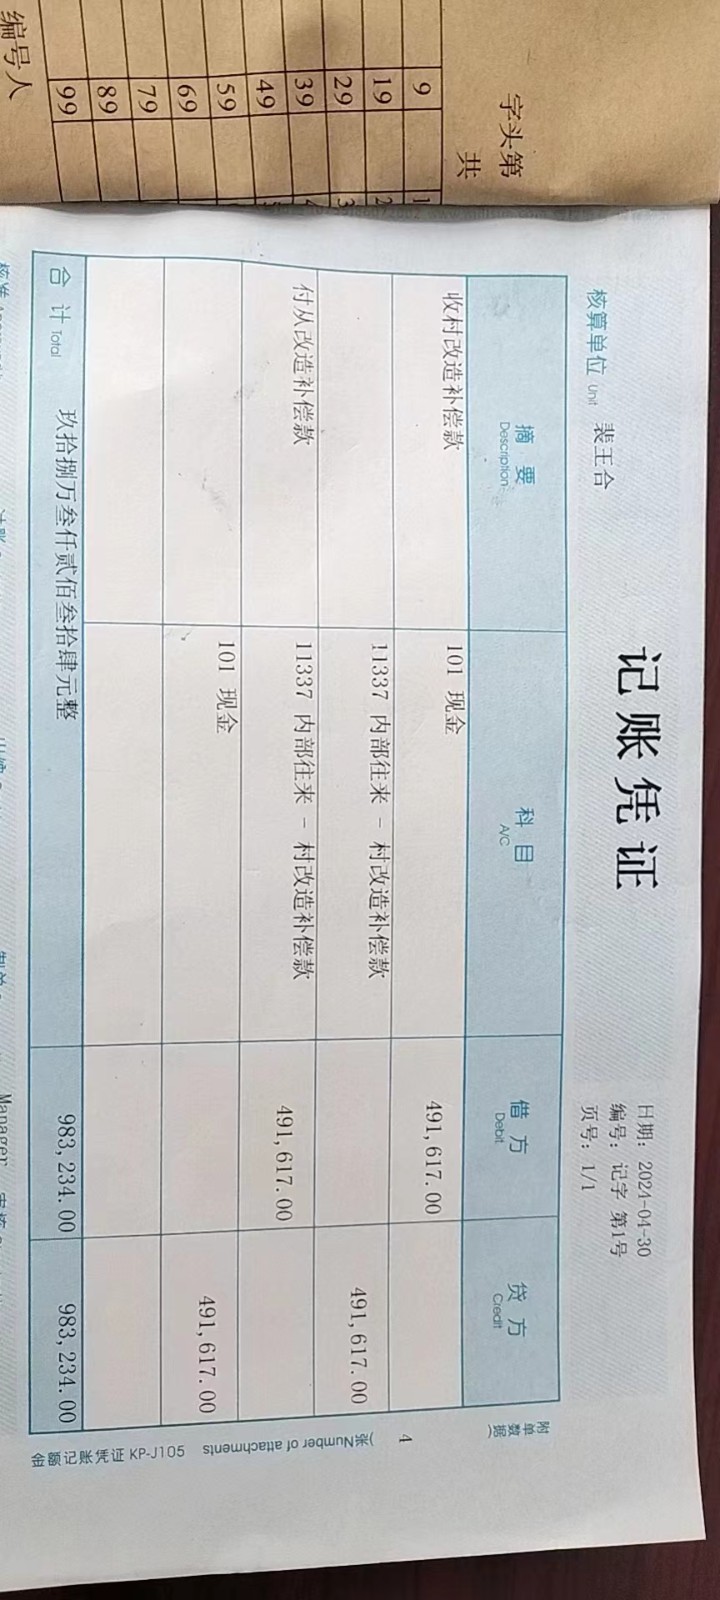 字头第
共
9
19
29
39
49
59
69
79
89
99
编号人
记账凭证
日期: 2024-04-30
编号: 记字 第1号
页号: 1/1
核算单位 Unit 裴王合
摘要 Description 科目 A/C 借方 Debit 贷方 Credit
收村改造补偿款 101 现金 491,617.00
11337 内部往来 - 村改造补偿款 491,617.00
付从改造补偿款 11337 内部往来 - 村改造补偿款 491,617.00
101 现金 491,617.00
合计 Total 玖拾捌万叁仟贰佰叁拾肆元整 983,234.00 983,234.00
附单据数 4 张(Number of attachments)
金额记账凭证 KP-J105
Manager